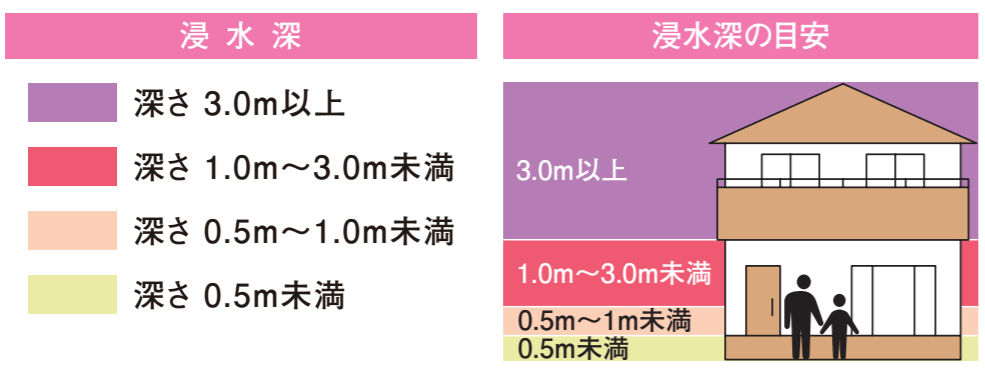 浸水深
深さ 3.0m以上
深さ 1.0m〜3.0m未満
深さ 0.5m〜1.0m未満
深さ 0.5m未満
浸水深の目安
3.0m以上
1.0m〜3.0m未満
0.5m〜1m未満
0.5m未満